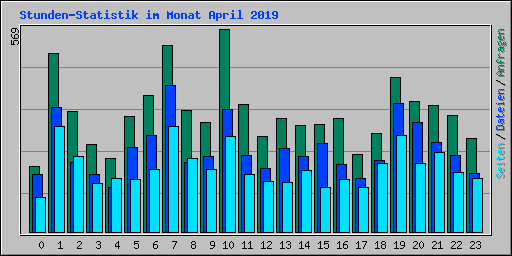 Stunden-Statistik im Monat April 2019
569
Seiten / Dateien / Anfragen
0 1 2 3 4 5 6 7 8 9 10 11 12 13 14 15 16 17 18 19 20 21 22 23